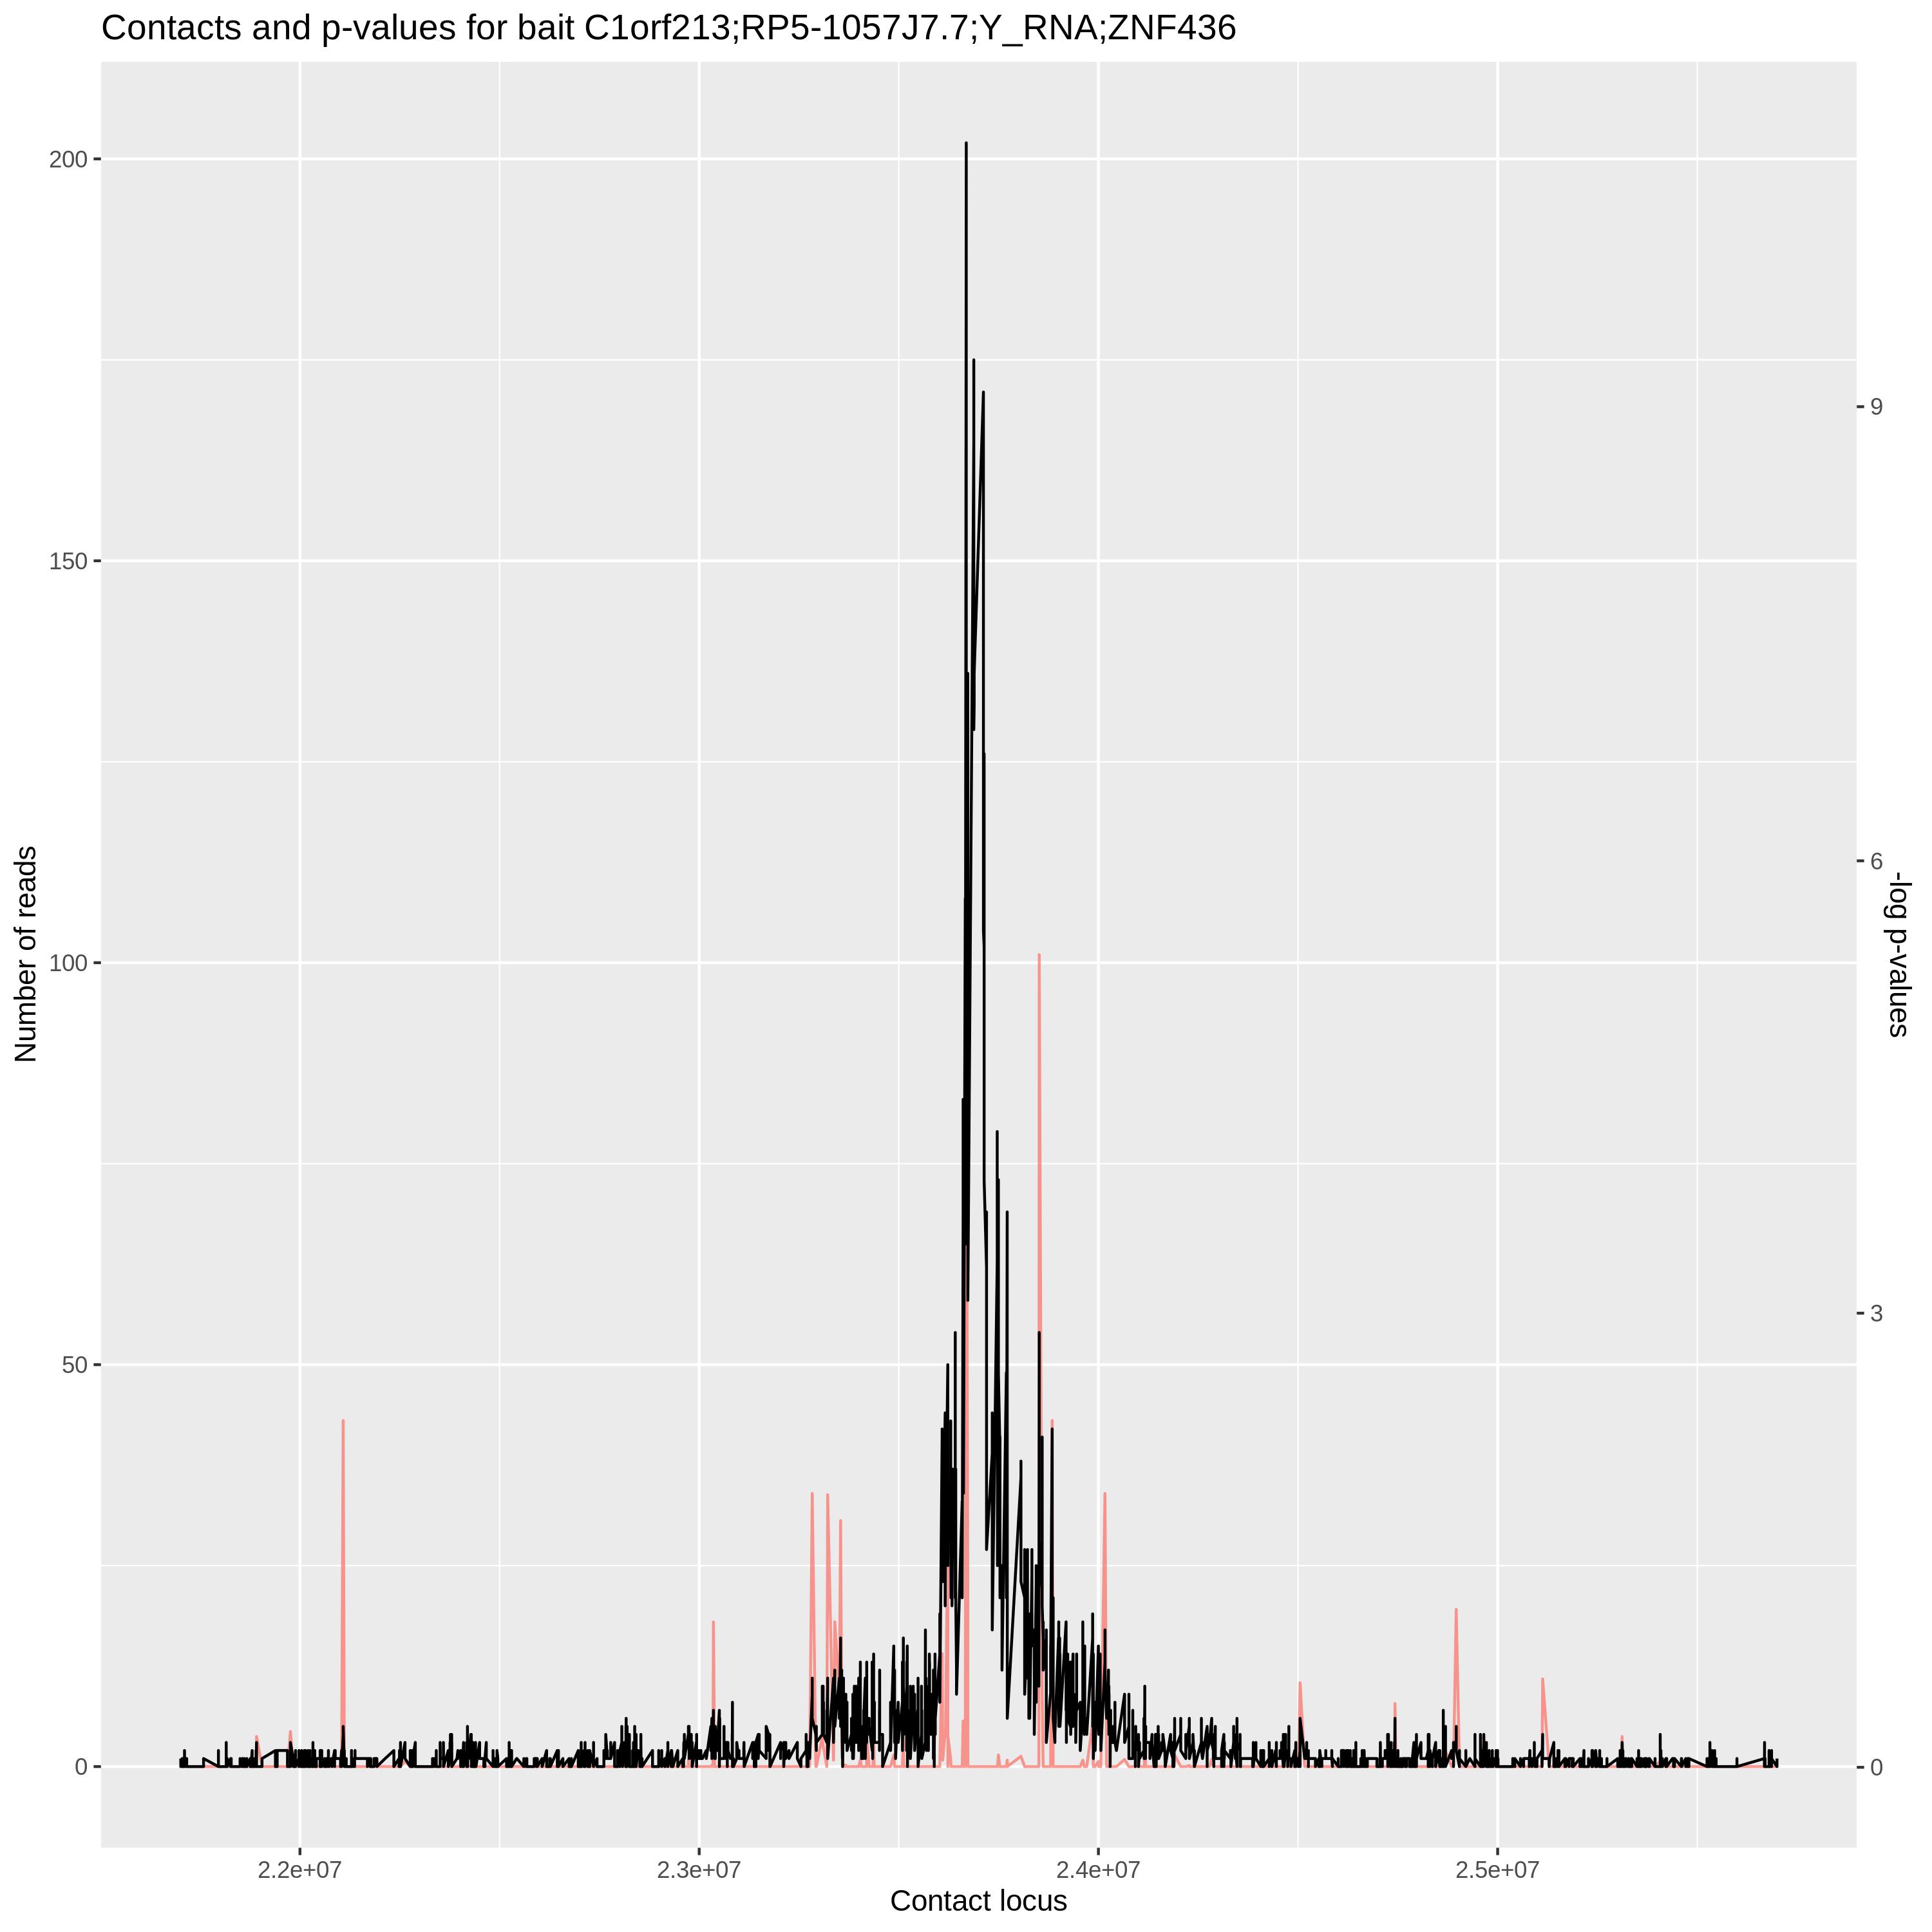 Contacts and p-values for bait C1orf213;RP5-1057J7.7;Y_RNA;ZNF436
200
150
100
50
0
Number of reads
9
6
3
0
-log p-values
2.2e+07
2.3e+07
2.4e+07
2.5e+07
Contact locus